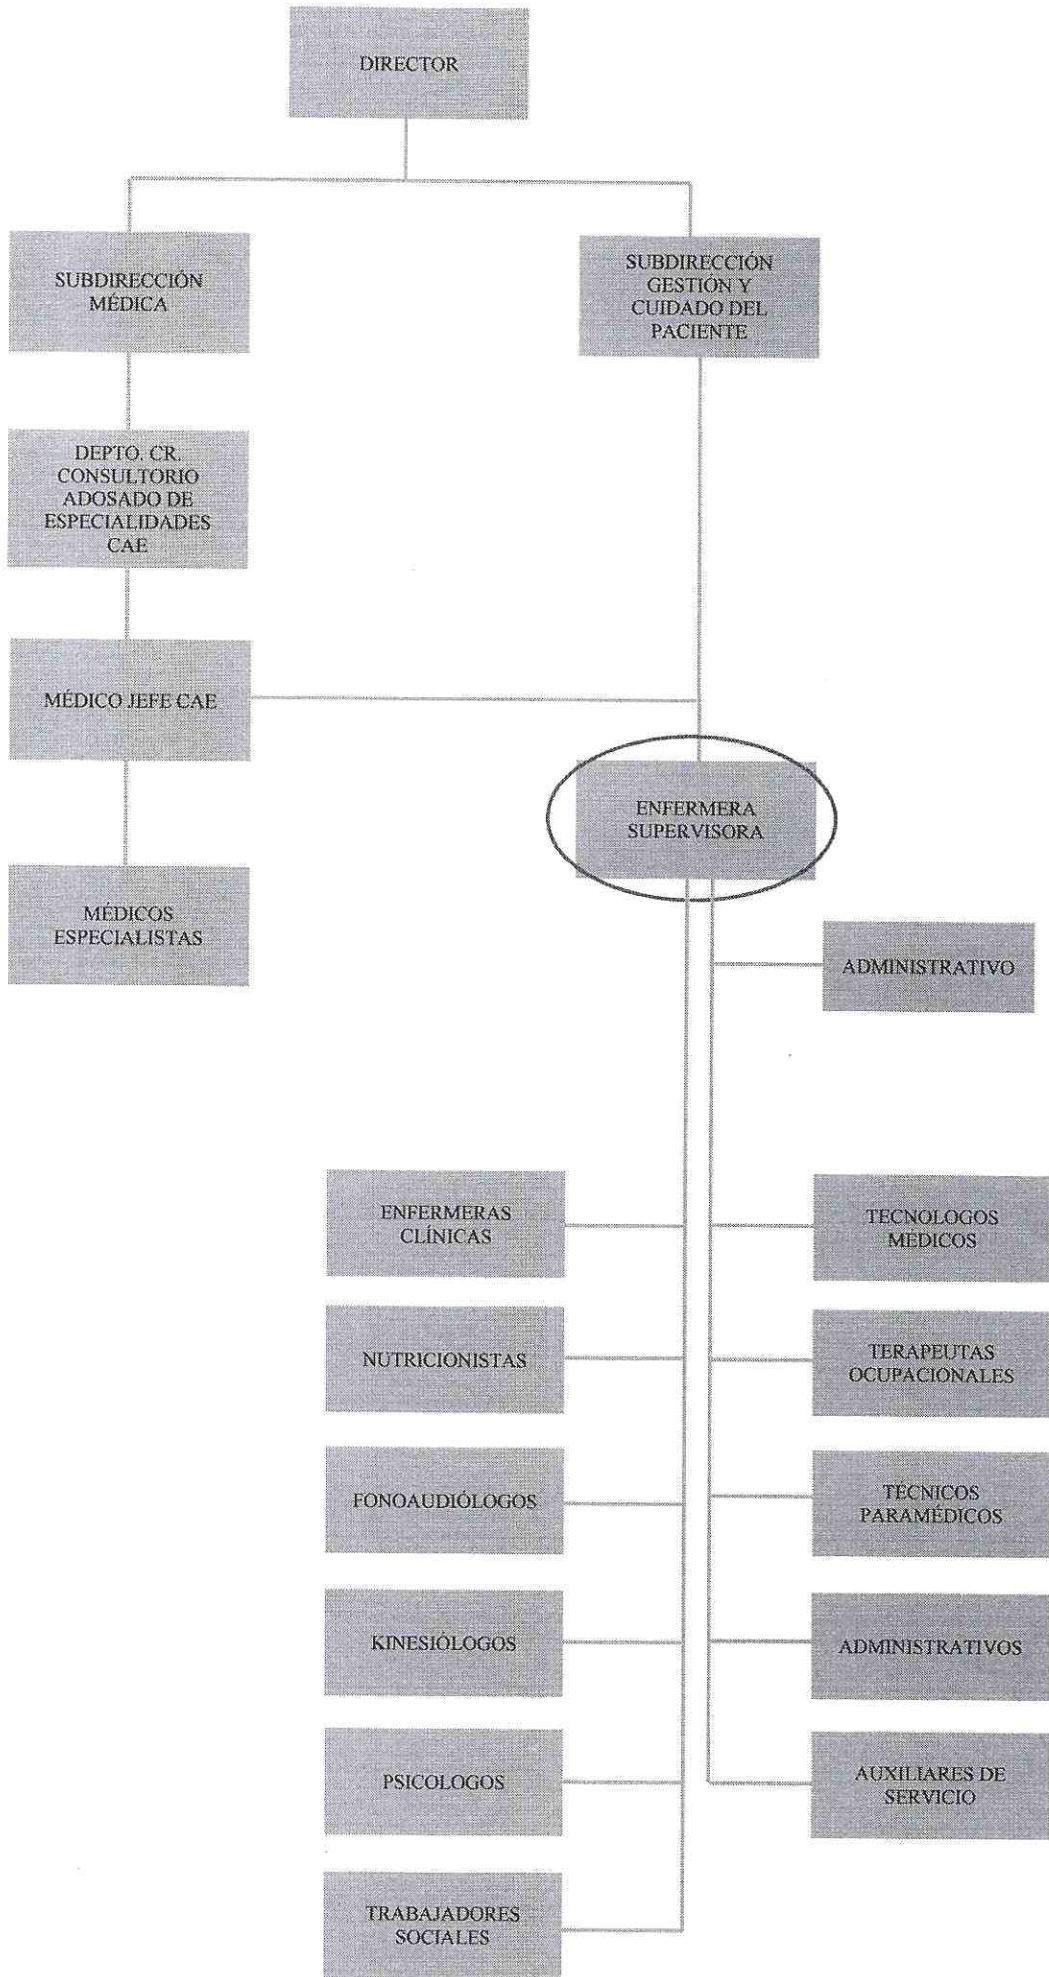 DIRECTOR
SUBDIRECCIÓN
MÉDICA
SUBDIRECCIÓN
GESTIÓN Y
CUIDADO DEL
PACIENTE
DEPTO. CR.
CONSULTORIO
ADOSADO DE
ESPECIALIDADES
CAE
MÉDICO JEFE CAE
ENFERMERA
SUPERVISORA
MÉDICOS
ESPECIALISTAS
ADMINISTRATIVO
ENFERMERAS
CLÍNICAS
TECNOLOGOS
MÉDICOS
NUTRICIONISTAS
TERAPEUTAS
OCUPACIONALES
FONOAUDIÓLOGOS
TÉCNICOS
PARAMÉDICOS
KINESIÓLOGOS
ADMINISTRATIVOS
PSICOLOGOS
AUXILIARES DE
SERVICIO
TRABAJADORES
SOCIALES